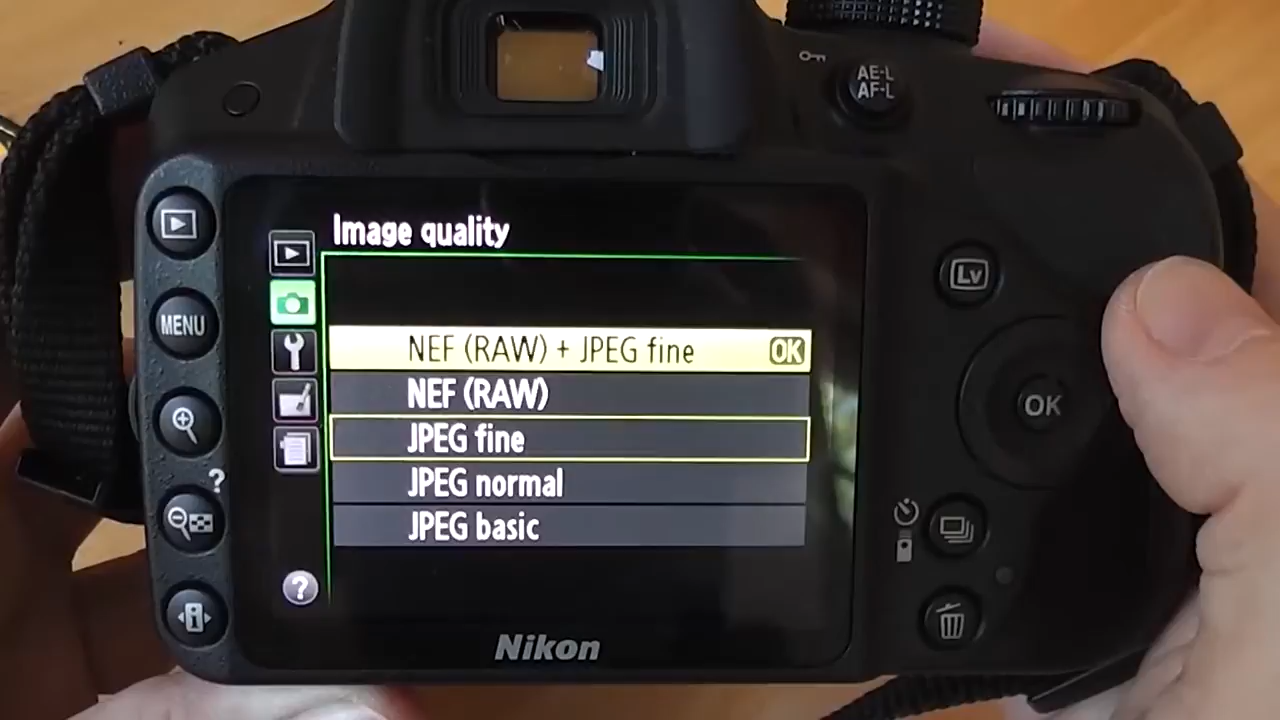 AE-L
AF-L
Image quality
MENU
Lv
NEF (RAW) + JPEG fine OK
NEF (RAW)
JPEG fine
OK
JPEG normal
?
JPEG basic
?
Nikon